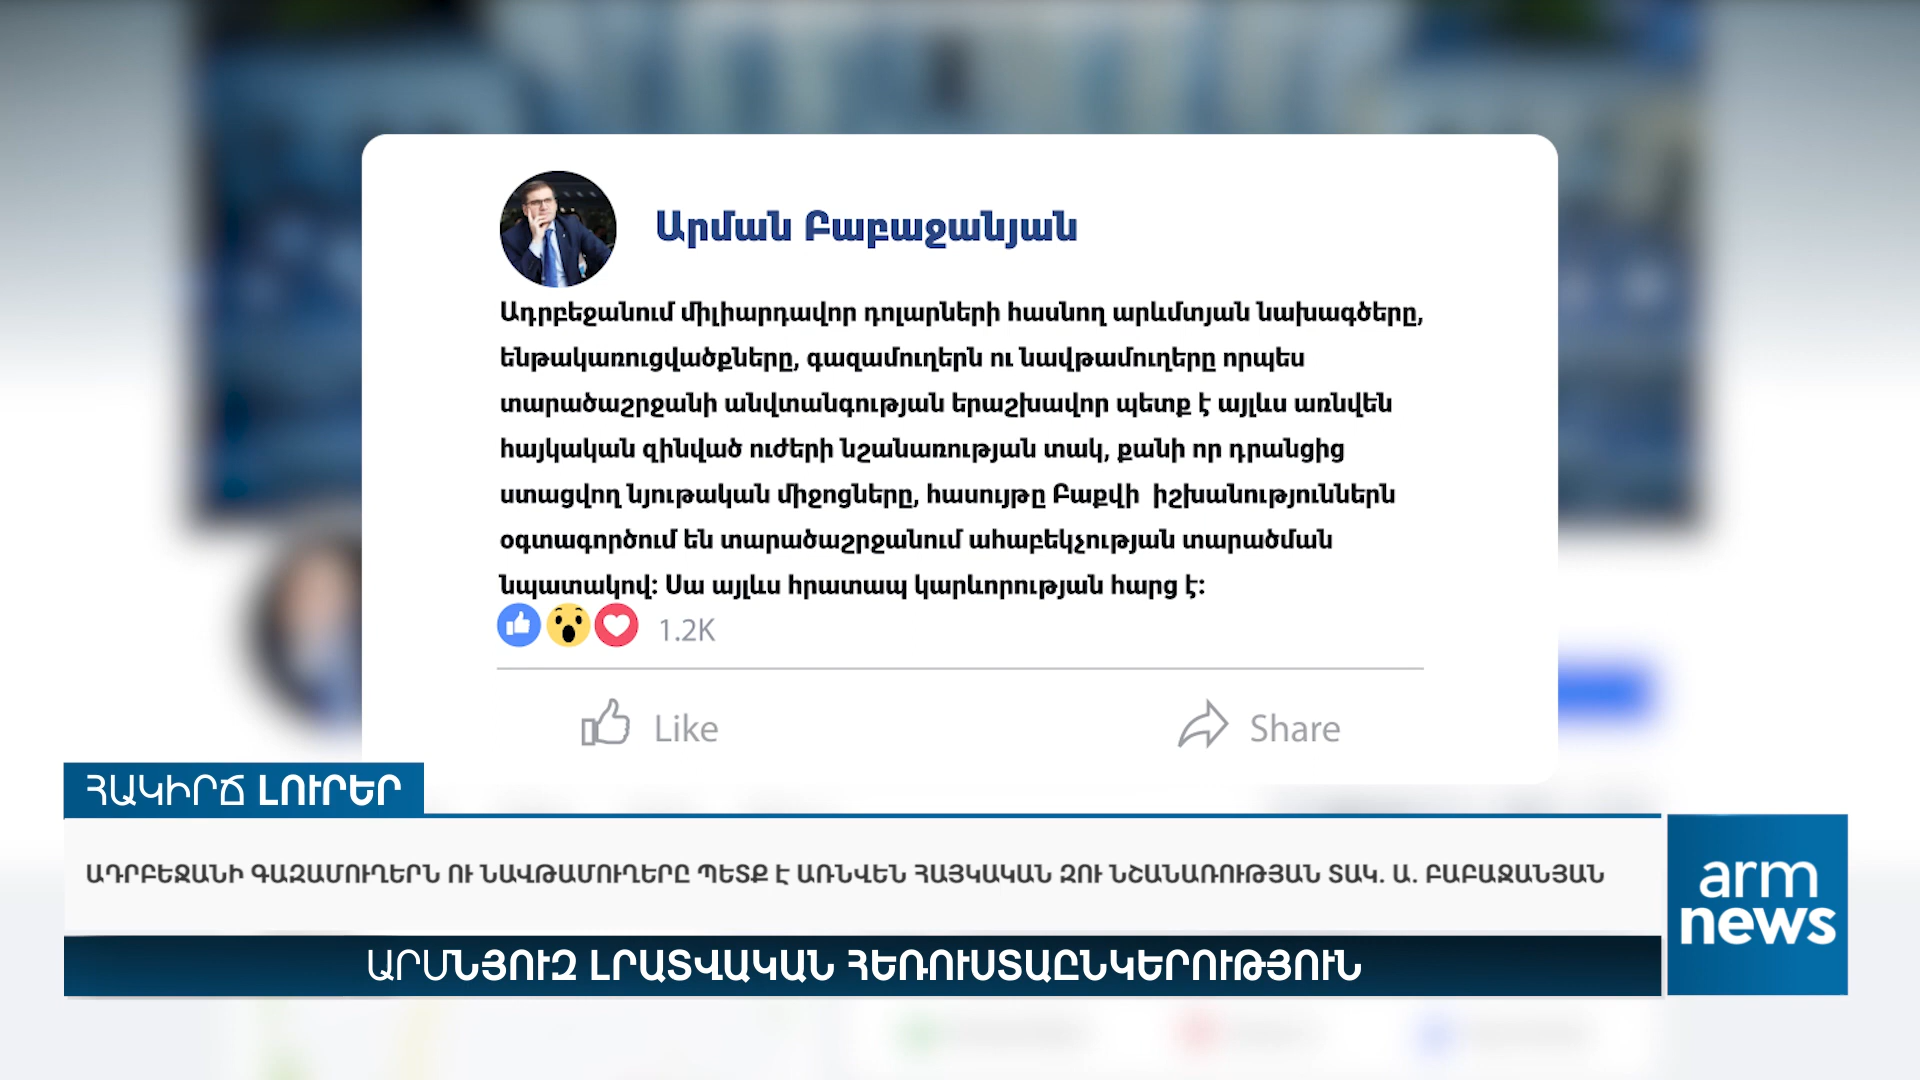 Արման Բաբաջանյան
Ադրբեջանում միլիարդավոր դոլարների հասնող արևմտյան նախագծերը,
ենթակառուցվածքները, գազամուղերն ու նավթամուղերը որպես
տարածաշրջանի անվտանգության երաշխավոր պետք է այլևս առնվեն
հայկական զինված ուժերի նշանառության տակ, քանի որ դրանցից
ստացվող նյութական միջոցները, հասույթը Բաքվի իշխանություններն
օգտագործում են տարածաշրջանում ահաբեկչության տարածման
նպատակով: Սա այլևս հրատապ կարևորության հարց է:
1.2K
Like
Share
ՀԱԿԻՐՃ ԼՈՒՐԵՐ
ԱԴՐԲԵՋԱՆԻ ԳԱԶԱՄՈՒՂԵՐՆ ՈՒ ՆԱՎԹԱՄՈՒՂԵՐԸ ՊԵՏՔ Է ԱՌՆՎԵՆ ՀԱՅԿԱԿԱՆ ԶՈՒ ՆՇԱՆԱՌՈՒԹՅԱՆ ՏԱԿ. Ա. ԲԱԲԱՋԱՆՅԱՆ
arm
news
ԱՐՄՆՅՈՒԶ ԼՐԱՏՎԱԿԱՆ ՀԵՌՈՒՍՏԱԸՆԿԵՐՈՒԹՅՈՒՆ